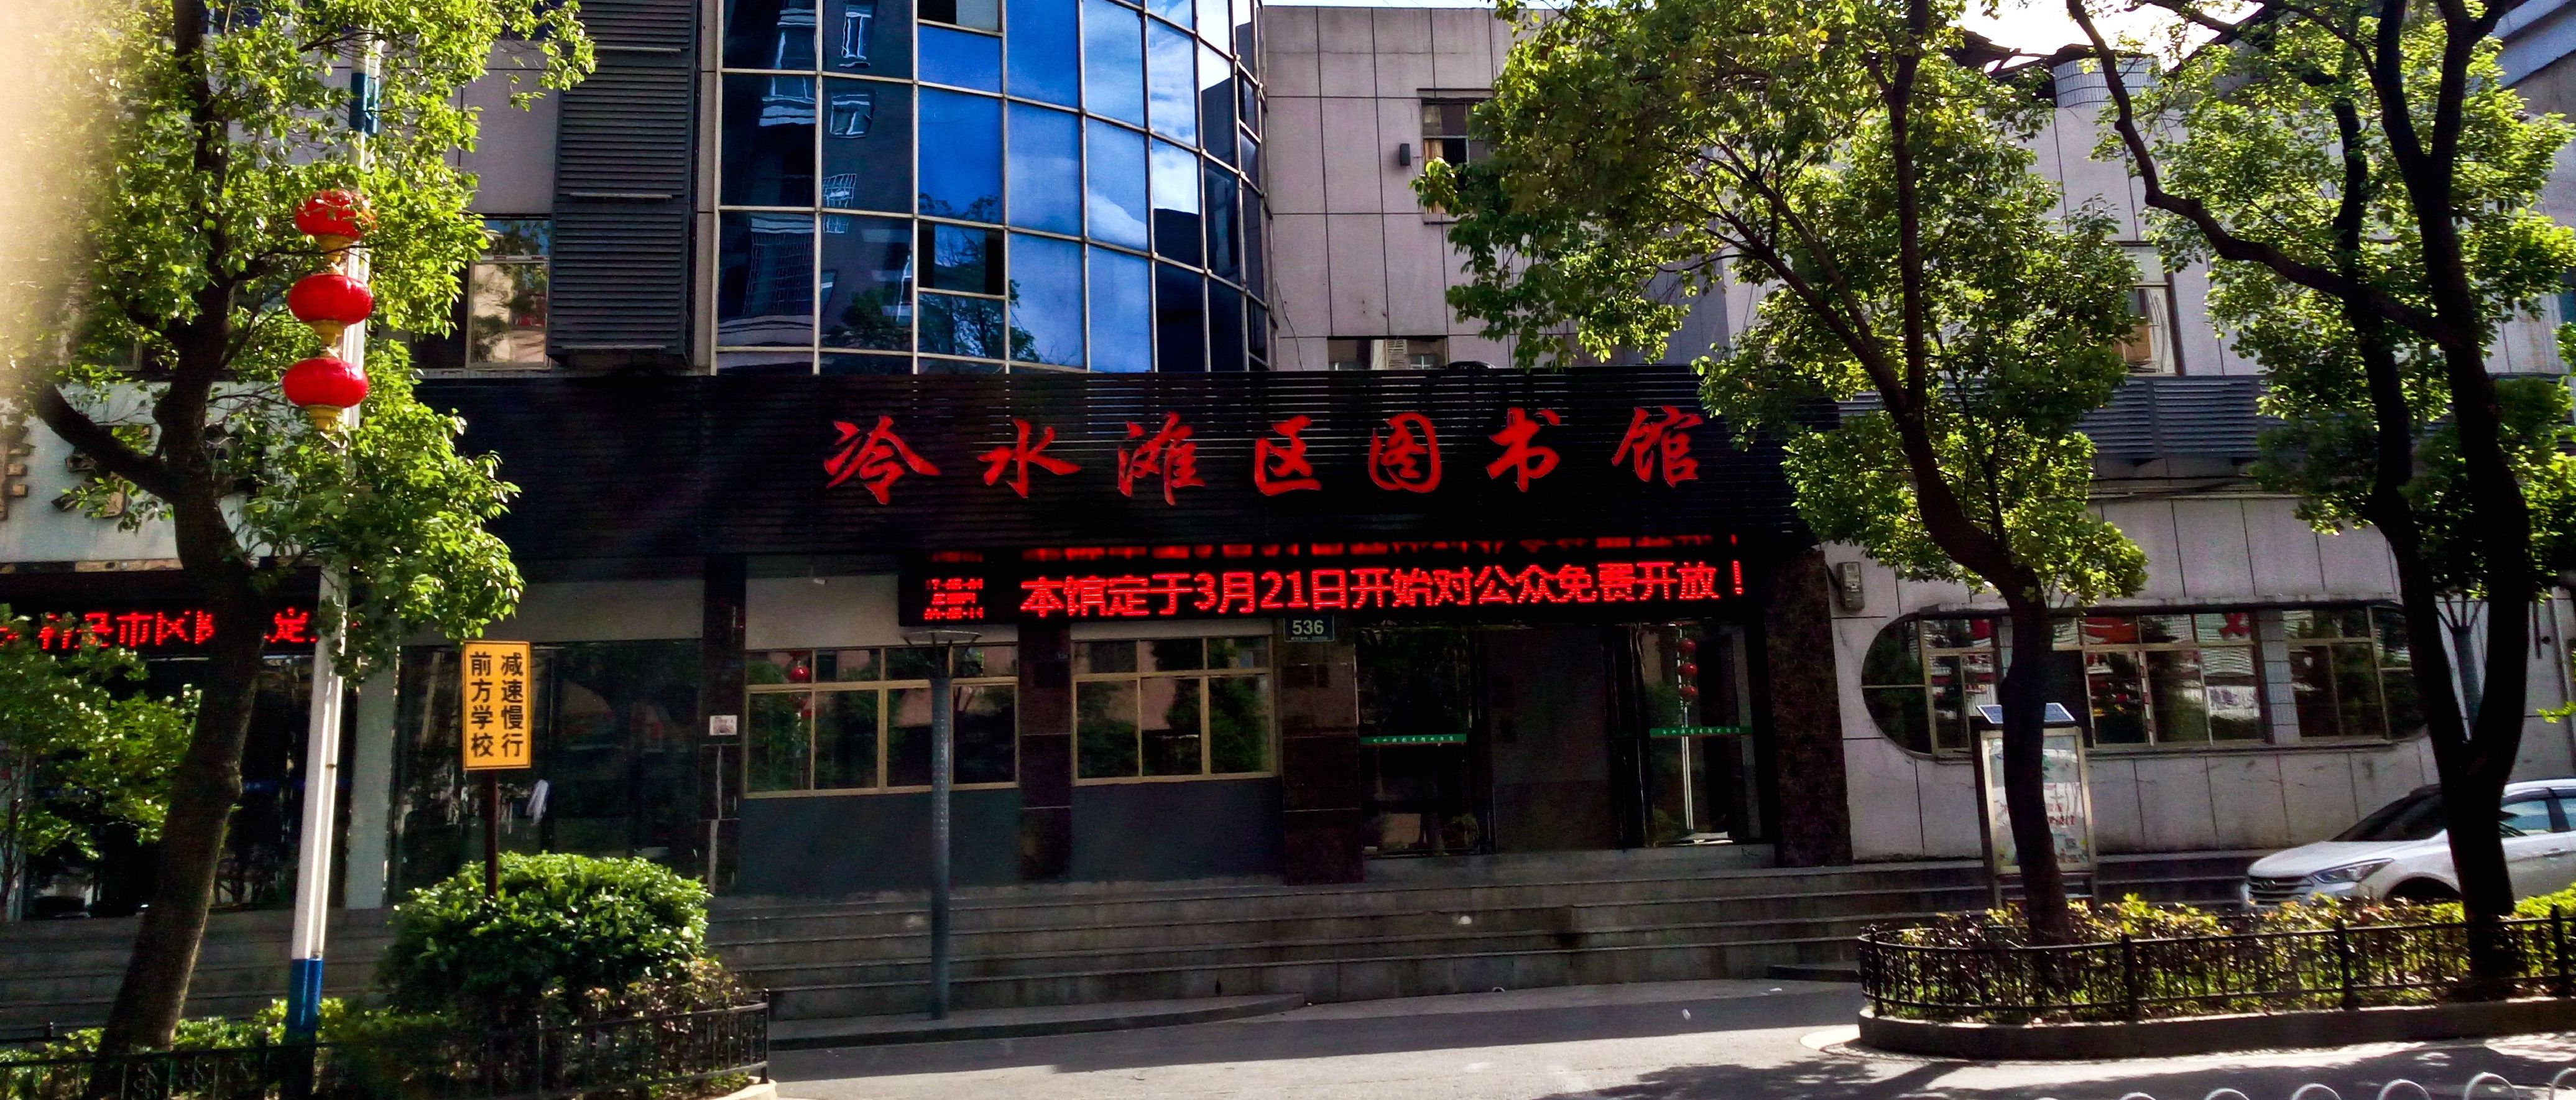 冷水滩区图书馆
本馆定于3月21日开始对公众免费开放！
536
减速慢行
前方学校